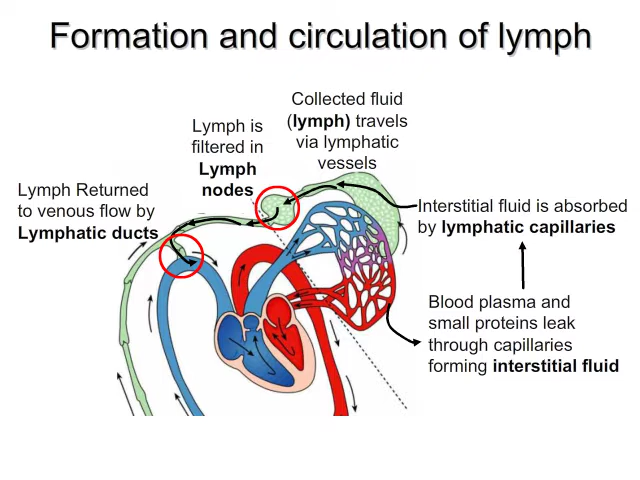 Formation and circulation of lymph
Collected fluid
(lymph) travels
via lymphatic
vessels
Lymph is
filtered in
Lymph
nodes
Lymph Returned
to venous flow by
Lymphatic ducts
Interstitial fluid is absorbed
by lymphatic capillaries
Blood plasma and
small proteins leak
through capillaries
forming interstitial fluid